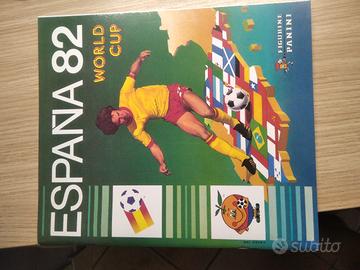 ESPAÑA 82
WORLD
CUP
FIGURINE
PANINI
subito